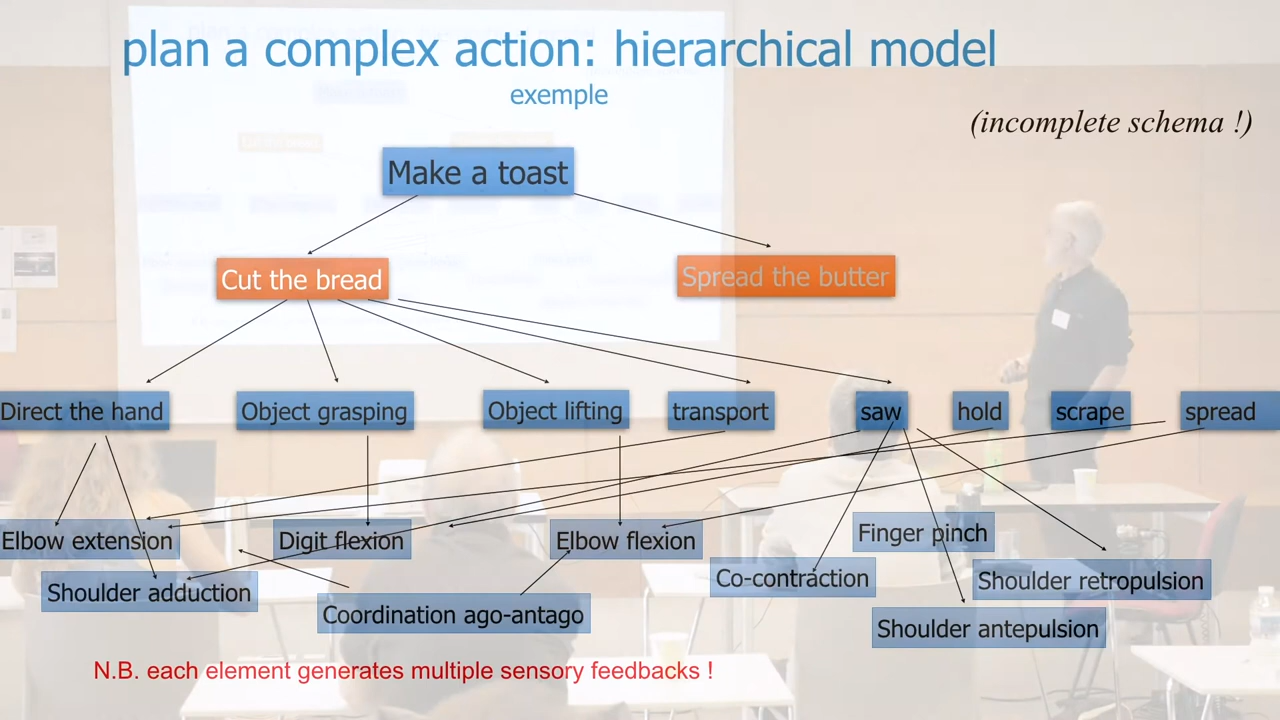 plan a complex action: hierarchical model
exemple
(incomplete schema !)
Make a toast
Cut the bread
Spread the butter
Direct the hand
Object grasping
Object lifting
transport
saw
hold
scrape
spread
Elbow extension
Digit flexion
Elbow flexion
Finger pinch
Shoulder adduction
Co-contraction
Shoulder retropulsion
Coordination ago-antago
Shoulder antepulsion
N.B. each element generates multiple sensory feedbacks !